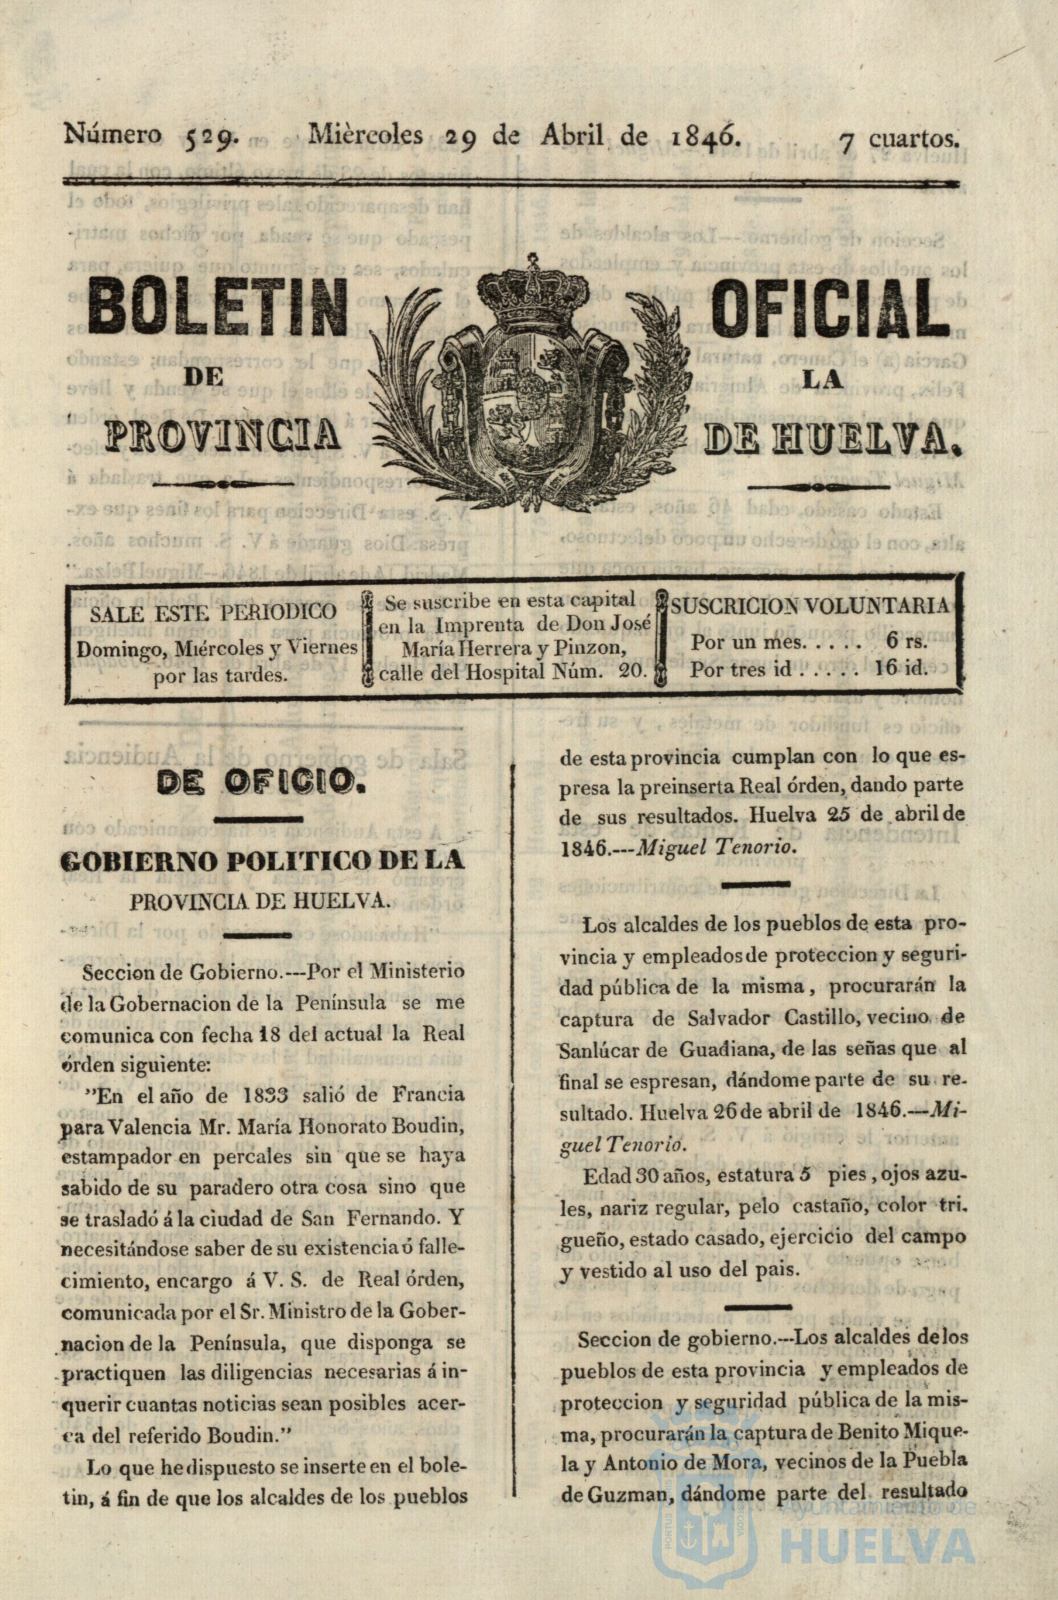 Número 529. Mièrcoles 29 de Abril de 1846. 7 cuartos.
BOLETIN OFICIAL
DE LA
PROVINCIA DE HUELVA.
SALE ESTE PERIODICO
Domingo, Miércoles y Viernes
por las tardes.
Se suscribe en esta capital
en la Imprenta de Don José
María Herrera y Pinzon,
calle del Hospital Núm. 20.
SUSCRICION VOLUNTARIA
Por un mes. . . . . 6 rs.
Por tres id . . . . . 16 id.
DE OFICIO.
GOBIERNO POLITICO DE LA
PROVINCIA DE HUELVA.
Seccion de Gobierno.---Por el Ministerio
de la Gobernacion de la Península se me
comunica con fecha 18 del actual la Real
órden siguiente:
"En el año de 1833 salió de Francia
para Valencia Mr. María Honorato Boudin,
estampador en percales sin que se haya
sabido de su paradero otra cosa sino que
se trasladó á la ciudad de San Fernando. Y
necesitándose saber de su existencia ó falle-
cimiento, encargo á V. S. de Real órden,
comunicada por el Sr. Ministro de la Gober-
nacion de la Península, que disponga se
practiquen las diligencias necesarias á in-
querir cuantas noticias sean posibles acer-
ca del referido Boudin."
Lo que he dispuesto se inserte en el bole-
tin, á fin de que los alcaldes de los pueblos
de esta provincia cumplan con lo que es-
presa la preinserta Real órden, dando parte
de sus resultados. Huelva 25 de abril de
1846.---Miguel Tenorio.
Los alcaldes de los pueblos de esta pro-
vincia y empleados de proteccion y seguri-
dad pública de la misma, procurarán la
captura de Salvador Castillo, vecino de
Sanlúcar de Guadiana, de las señas que al
final se espresan, dándome parte de su re-
sultado. Huelva 26 de abril de 1846.---Mi-
guel Tenorio.
Edad 30 años, estatura 5 pies, ojos azu-
les, nariz regular, pelo castaño, color tri-
gueño, estado casado, ejercicio del campo
y vestido al uso del pais.
Seccion de gobierno.--Los alcaldes de los
pueblos de esta provincia y empleados de
proteccion y seguridad pública de la mis-
ma, procurarán la captura de Benito Mique-
la y Antonio de Mora, vecinos de la Puebla
de Guzman, dándome parte del resultado
Ayuntamiento de
HUELVA